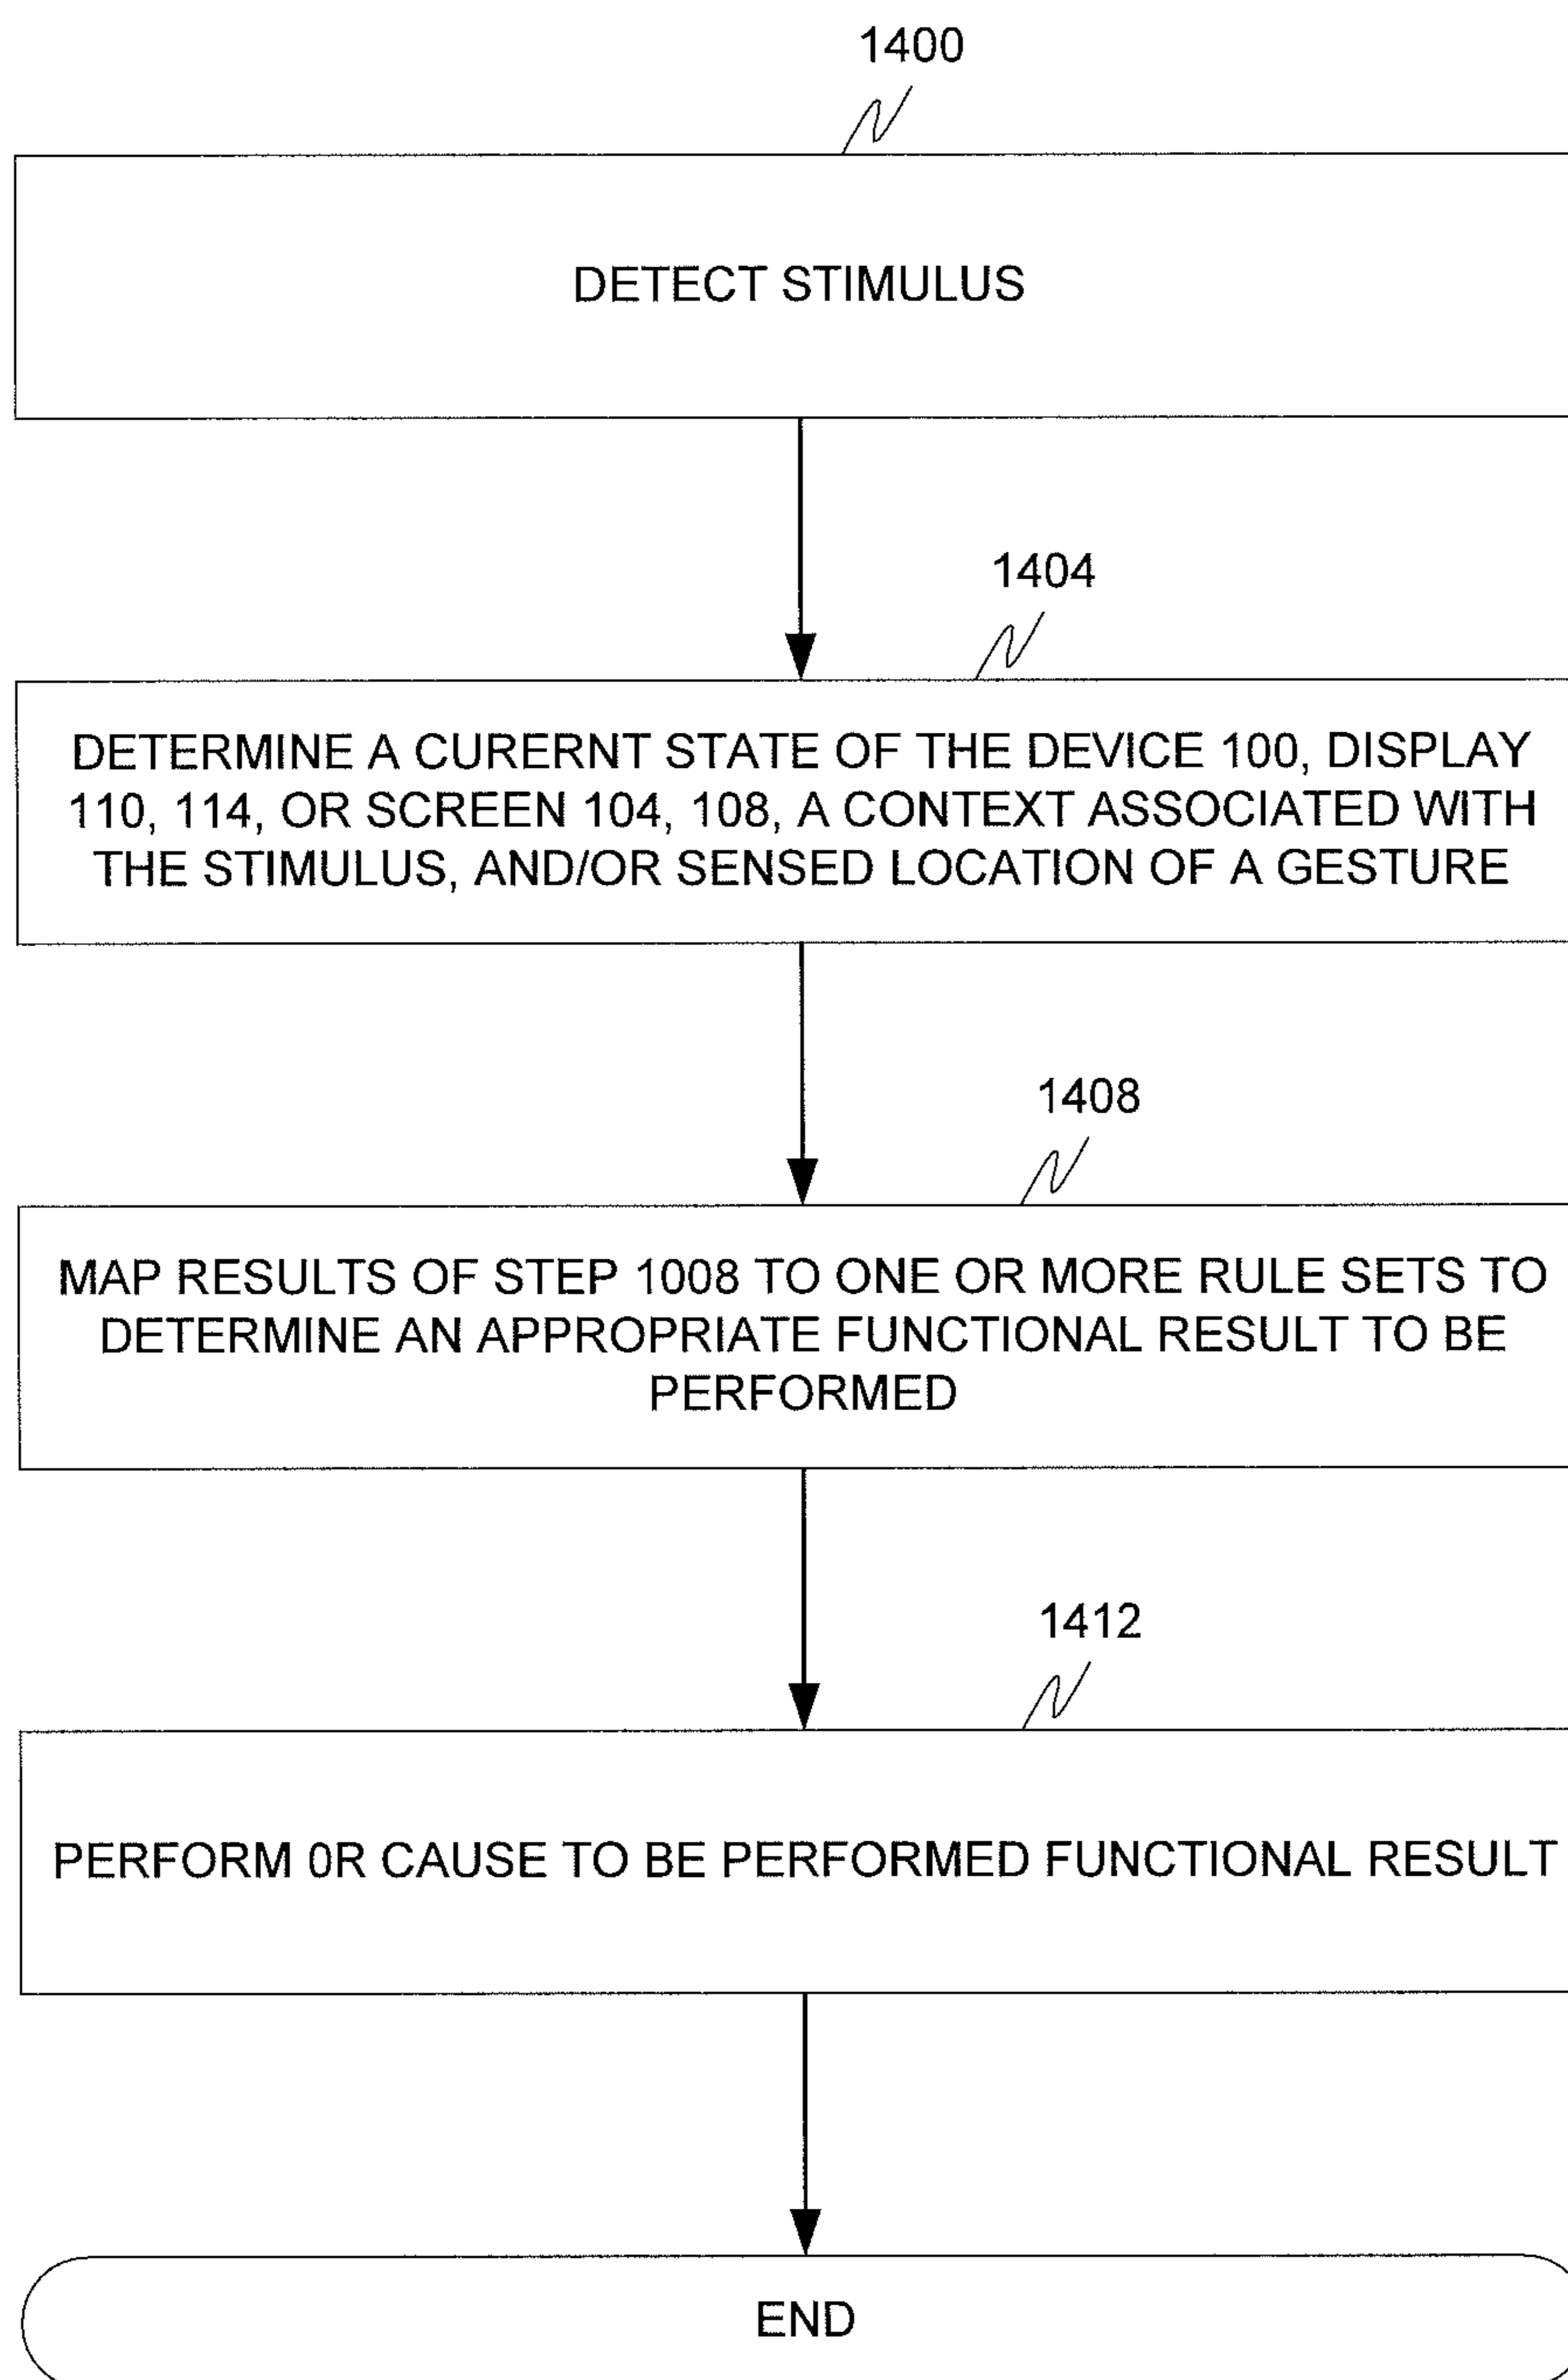 1400
DETECT STIMULUS
1404
DETERMINE A CURERNT STATE OF THE DEVICE 100, DISPLAY
110, 114, OR SCREEN 104, 108, A CONTEXT ASSOCIATED WITH
THE STIMULUS, AND/OR SENSED LOCATION OF A GESTURE
1408
MAP RESULTS OF STEP 1008 TO ONE OR MORE RULE SETS TO
DETERMINE AN APPROPRIATE FUNCTIONAL RESULT TO BE
PERFORMED
1412
PERFORM 0R CAUSE TO BE PERFORMED FUNCTIONAL RESULT
END